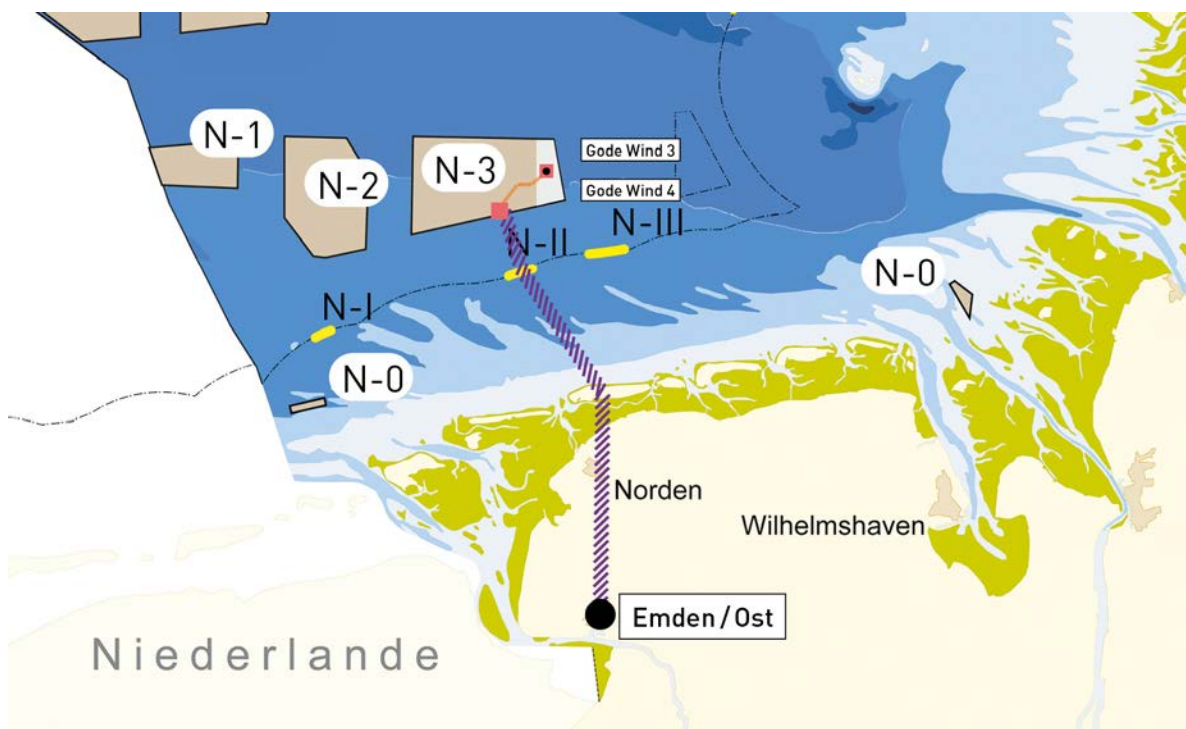 N-1
N-2
N-3
Gode Wind 3
Gode Wind 4
N-III
N-II
N-0
N-I
N-0
Norden
Wilhelmshaven
Emden / Ost
Niederlande